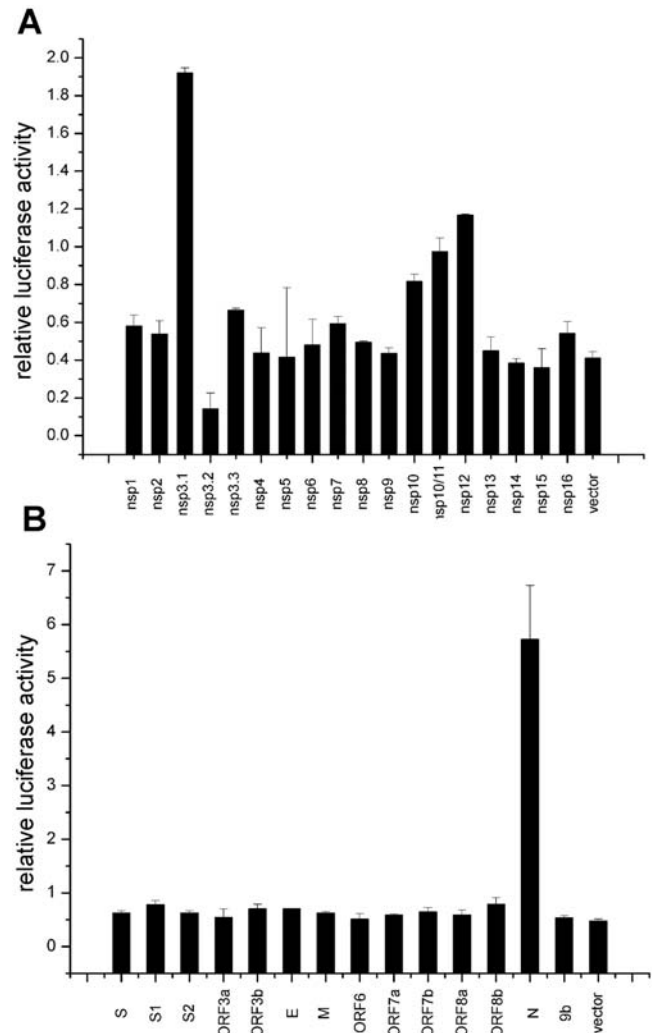 A
relative luciferase activity
2.0
1.8
1.6
1.4
1.2
1.0
0.8
0.6
0.4
0.2
0.0
nsp1
nsp2
nsp3.1
nsp3.2
nsp3.3
nsp4
nsp5
nsp6
nsp7
nsp8
nsp9
nsp10
nsp10/11
nsp12
nsp13
nsp14
nsp15
nsp16
vector
B
relative luciferase activity
7
6
5
4
3
2
1
0
S
S1
S2
ORF3a
ORF3b
E
M
ORF6
ORF7a
ORF7b
ORF8a
ORF8b
N
9b
vector